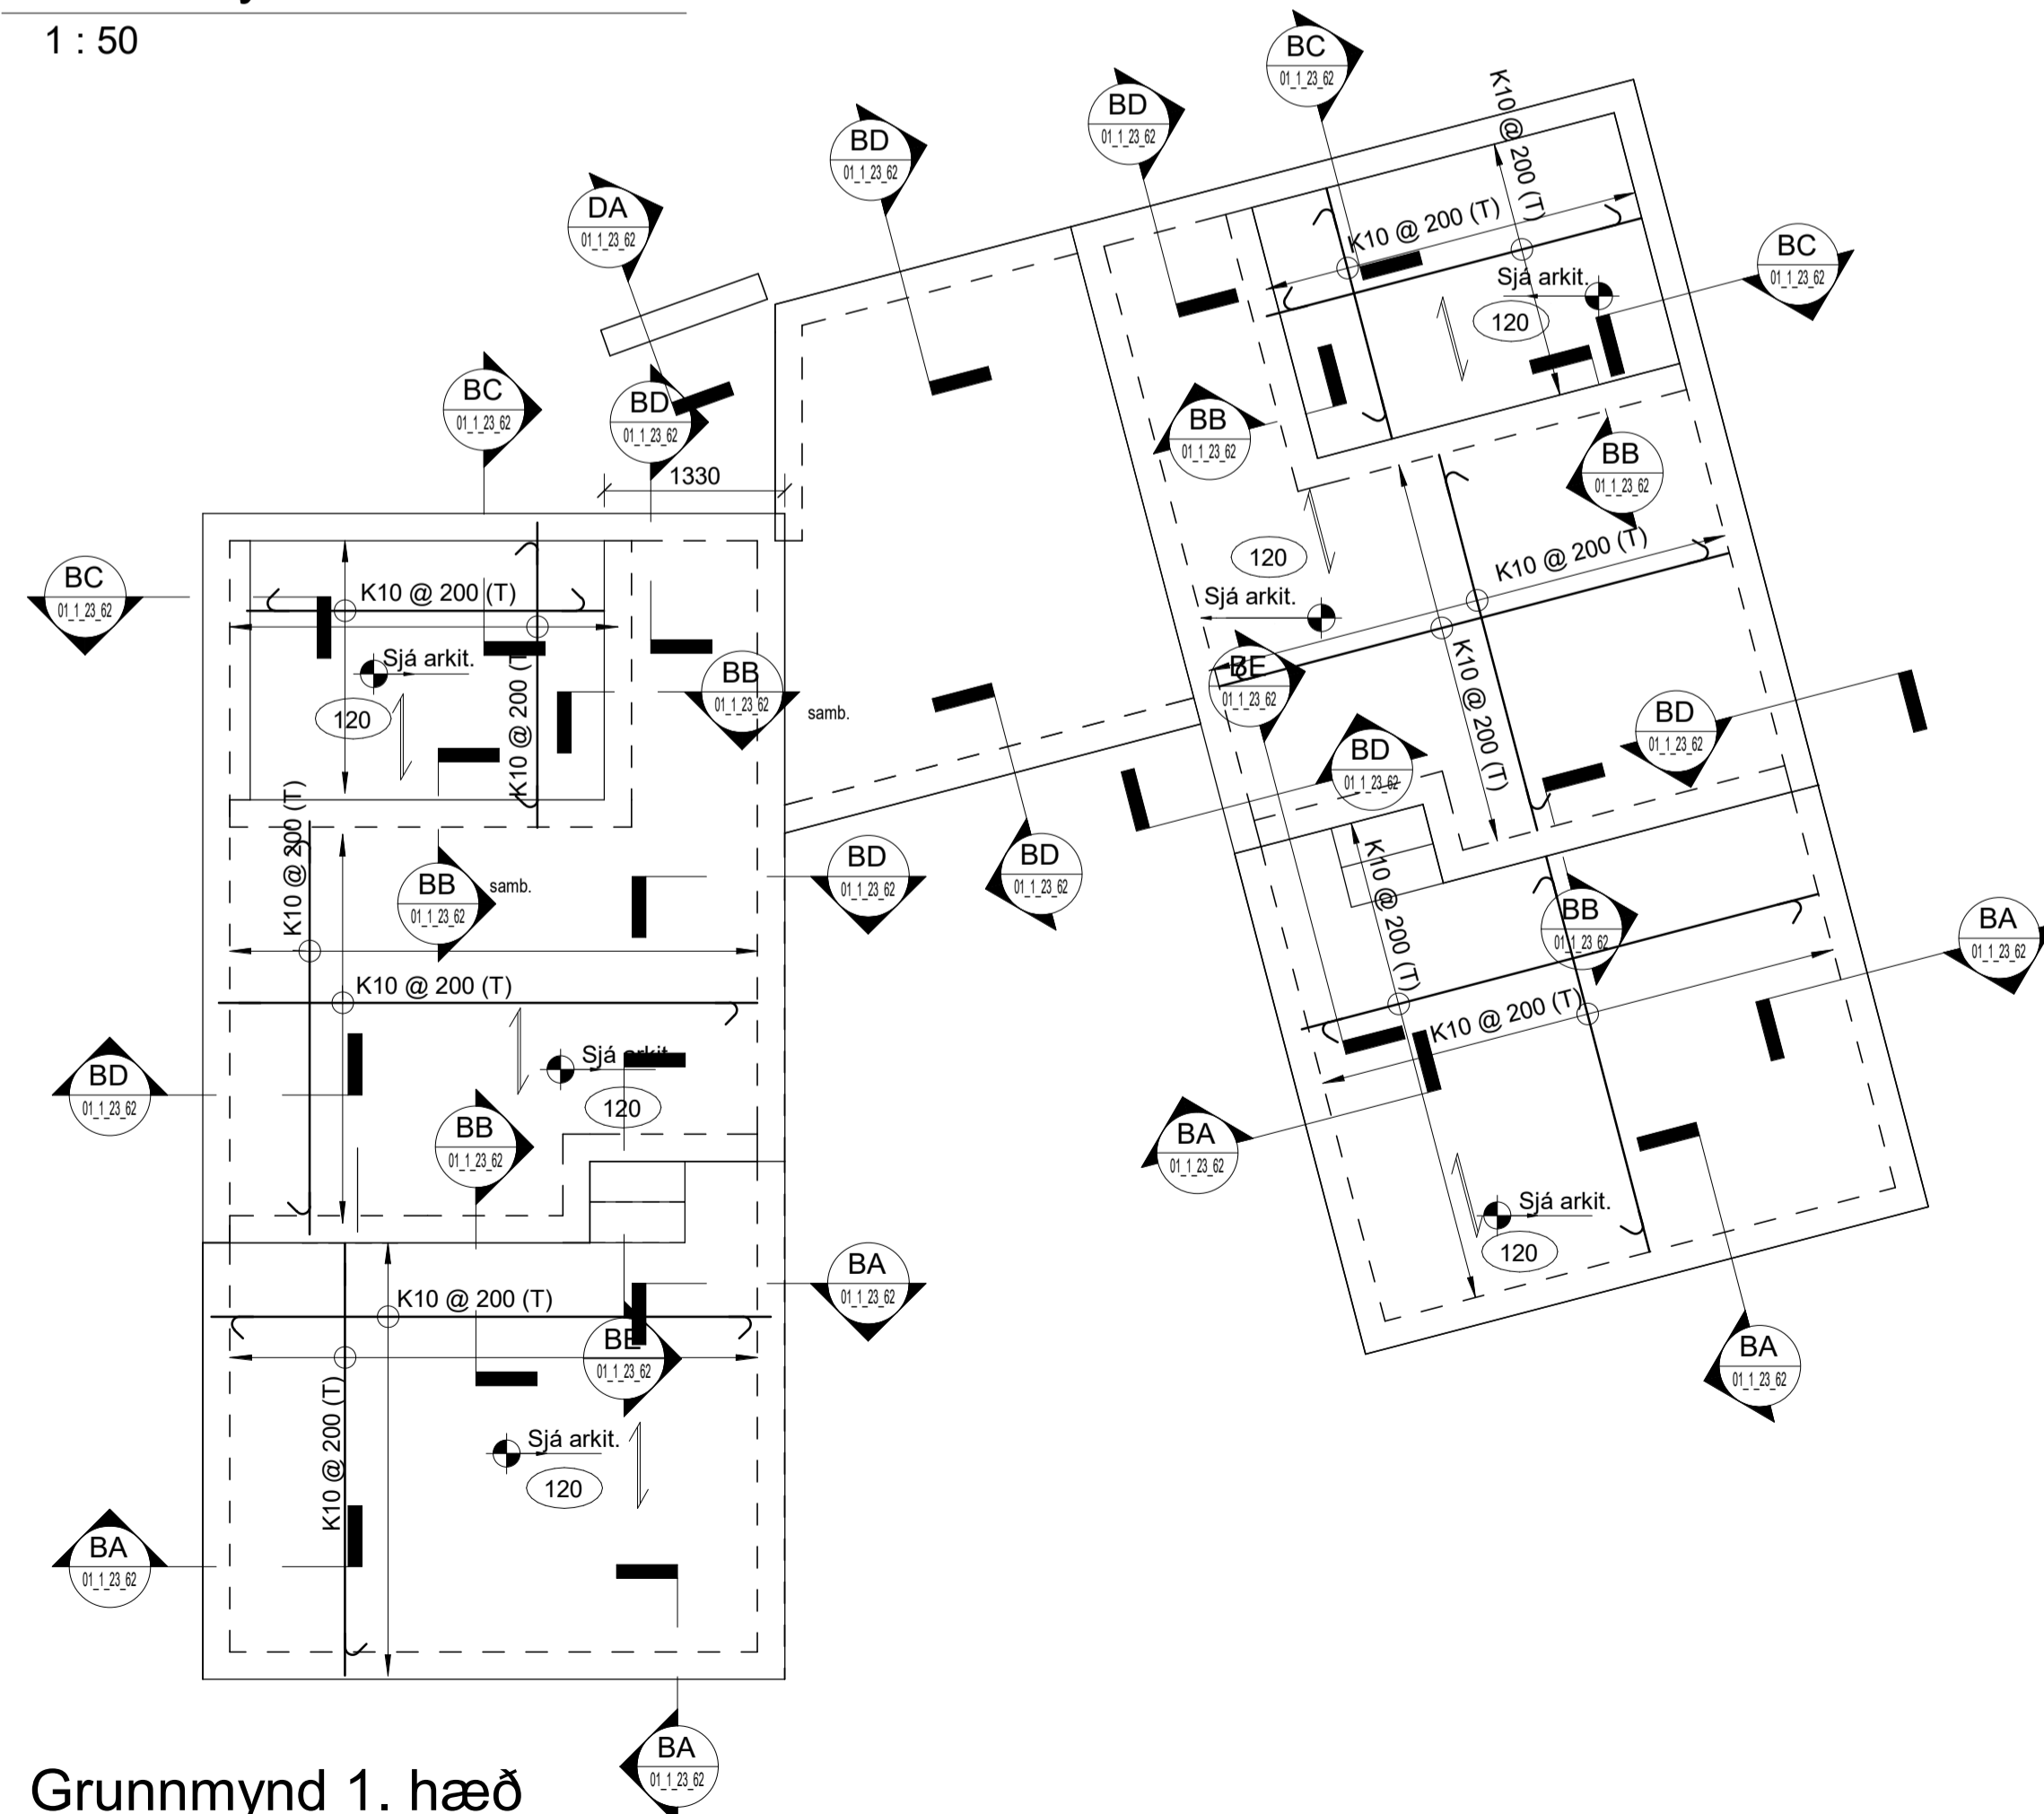 1 : 50
BC
01_1_23_62
BD
01_1_23_62
BD
01_1_23_62
DA
01_1_23_62
K10 @ 200 (T)
K10 @ 200 (T)
BC
01_1_23_62
Sjá arkit.
120
BC
01_1_23_62
BD
01_1_23_62
BB
01_1_23_62
BB
01_1_23_62
1330
120
K10 @ 200 (T)
Sjá arkit.
BC
01_1_23_62
K10 @ 200 (T)
Sjá arkit.
120
K10 @ 200 (T)
BB
01_1_23_62
samb.
BE
01_1_23_62
K10 @ 200 (T)
BD
01_1_23_62
BD
01_1_23_62
K10 @ 200 (T)
BB
01_1_23_62
samb.
BD
01_1_23_62
BD
01_1_23_62
K10 @ 200 (T)
BB
01_1_23_62
BA
01_1_23_62
K10 @ 200 (T)
K10 @ 200 (T)
Sjá arkit.
120
BD
01_1_23_62
BB
01_1_23_62
BA
01_1_23_62
Sjá arkit.
120
BA
01_1_23_62
K10 @ 200 (T)
BE
01_1_23_62
BA
01_1_23_62
K10 @ 200 (T)
Sjá arkit.
120
BA
01_1_23_62
BA
01_1_23_62
Grunnmynd 1. hæð